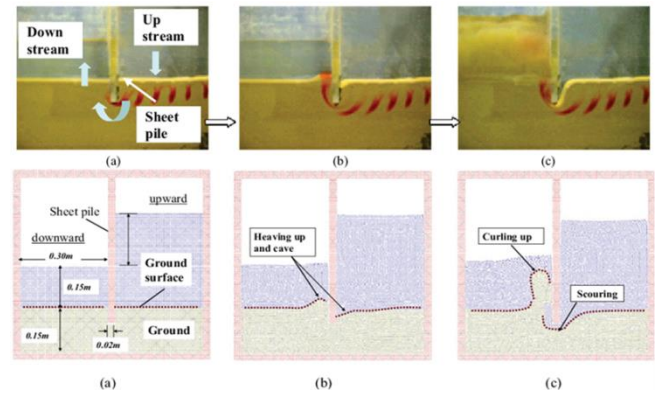 Down
stream
Up
stream
Sheet
pile
(a)
(b)
(c)
Sheet pile
upward
downward
0.30m
0.15m
Ground
surface
0.15m
Ground
0.02m
Heaving up
and cave
Curling up
Scouring
(a)
(b)
(c)